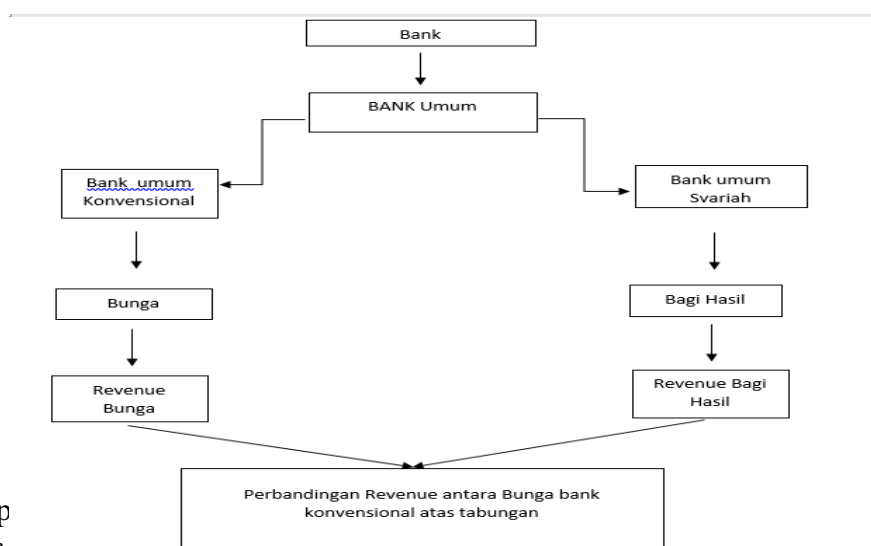 Bank
BANK Umum
Bank umum
Konvensional
Bank umum
Svariah
Bunga
Bagi Hasil
Revenue
Bunga
Revenue Bagi
Hasil
Perbandingan Revenue antara Bunga bank
konvensional atas tabungan
p